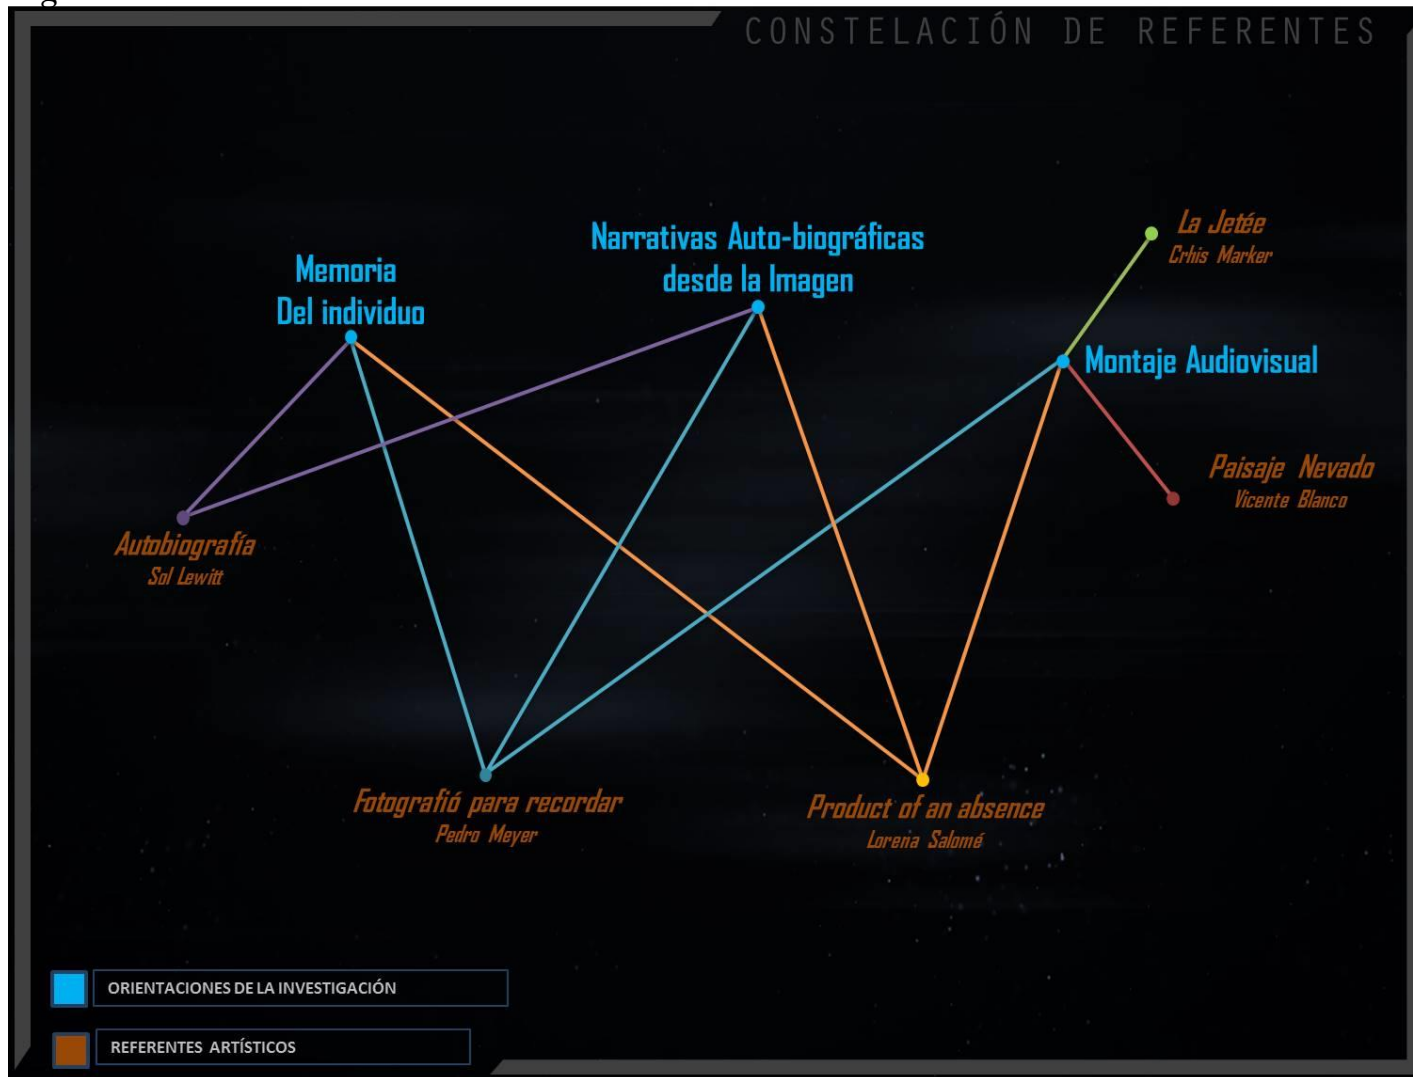 CONSTELACIÓN DE REFERENTES
Memoria
Del individuo
Narrativas Auto-biográficas
desde la Imagen
La Jetée
Crhis Marker
Montaje Audiovisual
Paisaje Nevado
Vicente Blanco
Autobiografía
Sol Lewitt
Fotografió para recordar
Pedro Meyer
Product of an absence
Lorena Salomé
ORIENTACIONES DE LA INVESTIGACIÓN
REFERENTES ARTÍSTICOS